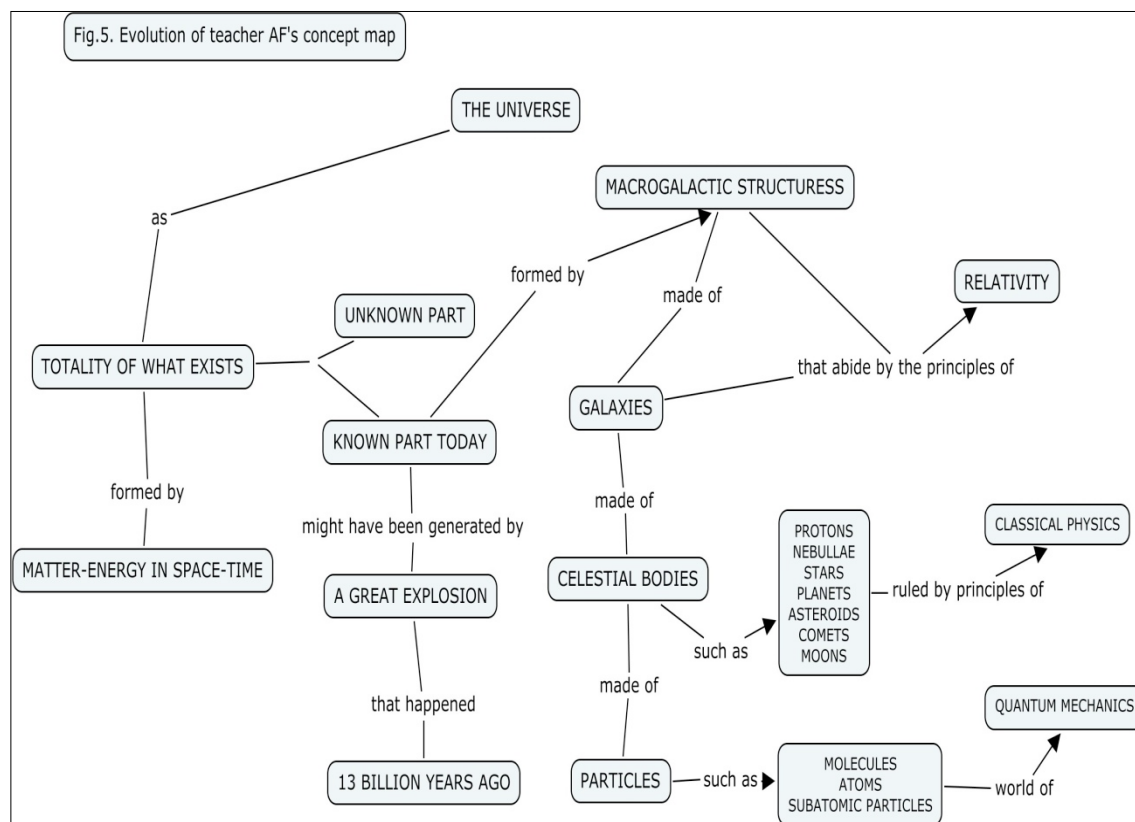 Fig.5. Evolution of teacher AF's concept map
THE UNIVERSE
as
TOTALITY OF WHAT EXISTS
formed by
MATTER-ENERGY IN SPACE-TIME
UNKNOWN PART
KNOWN PART TODAY
might have been generated by
A GREAT EXPLOSION
that happened
13 BILLION YEARS AGO
formed by
MACROGALACTIC STRUCTURESS
made of
that abide by the principles of
RELATIVITY
GALAXIES
made of
CELESTIAL BODIES
such as
PROTONS
NEBULLAE
STARS
PLANETS
ASTEROIDS
COMETS
MOONS
ruled by principles of
CLASSICAL PHYSICS
made of
PARTICLES
such as
MOLECULES
ATOMS
SUBATOMIC PARTICLES
world of
QUANTUM MECHANICS